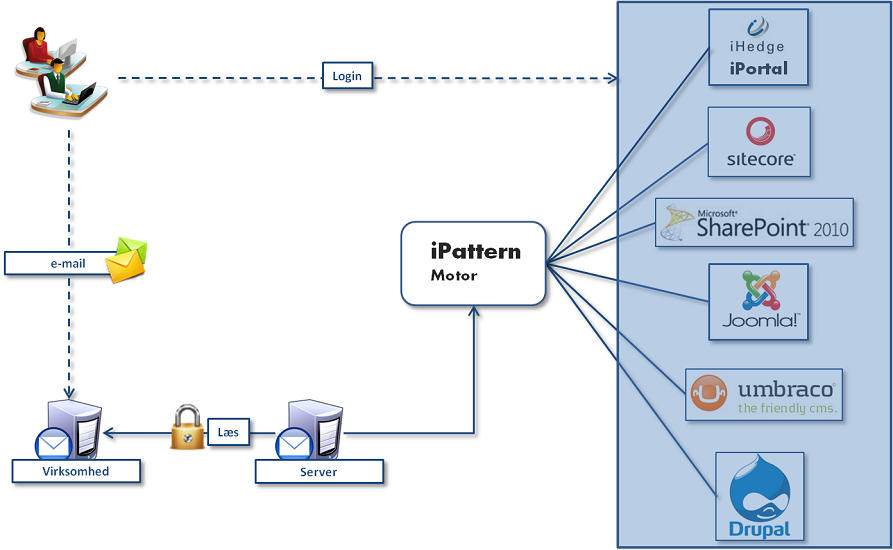 Login
iHedge
iPortal
sitecore®
Microsoft®
SharePoint® 2010
e-mail
iPattern
Motor
Joomla!™
umbraco®
the friendly cms.
Læs
Virksomhed
Server
Drupal